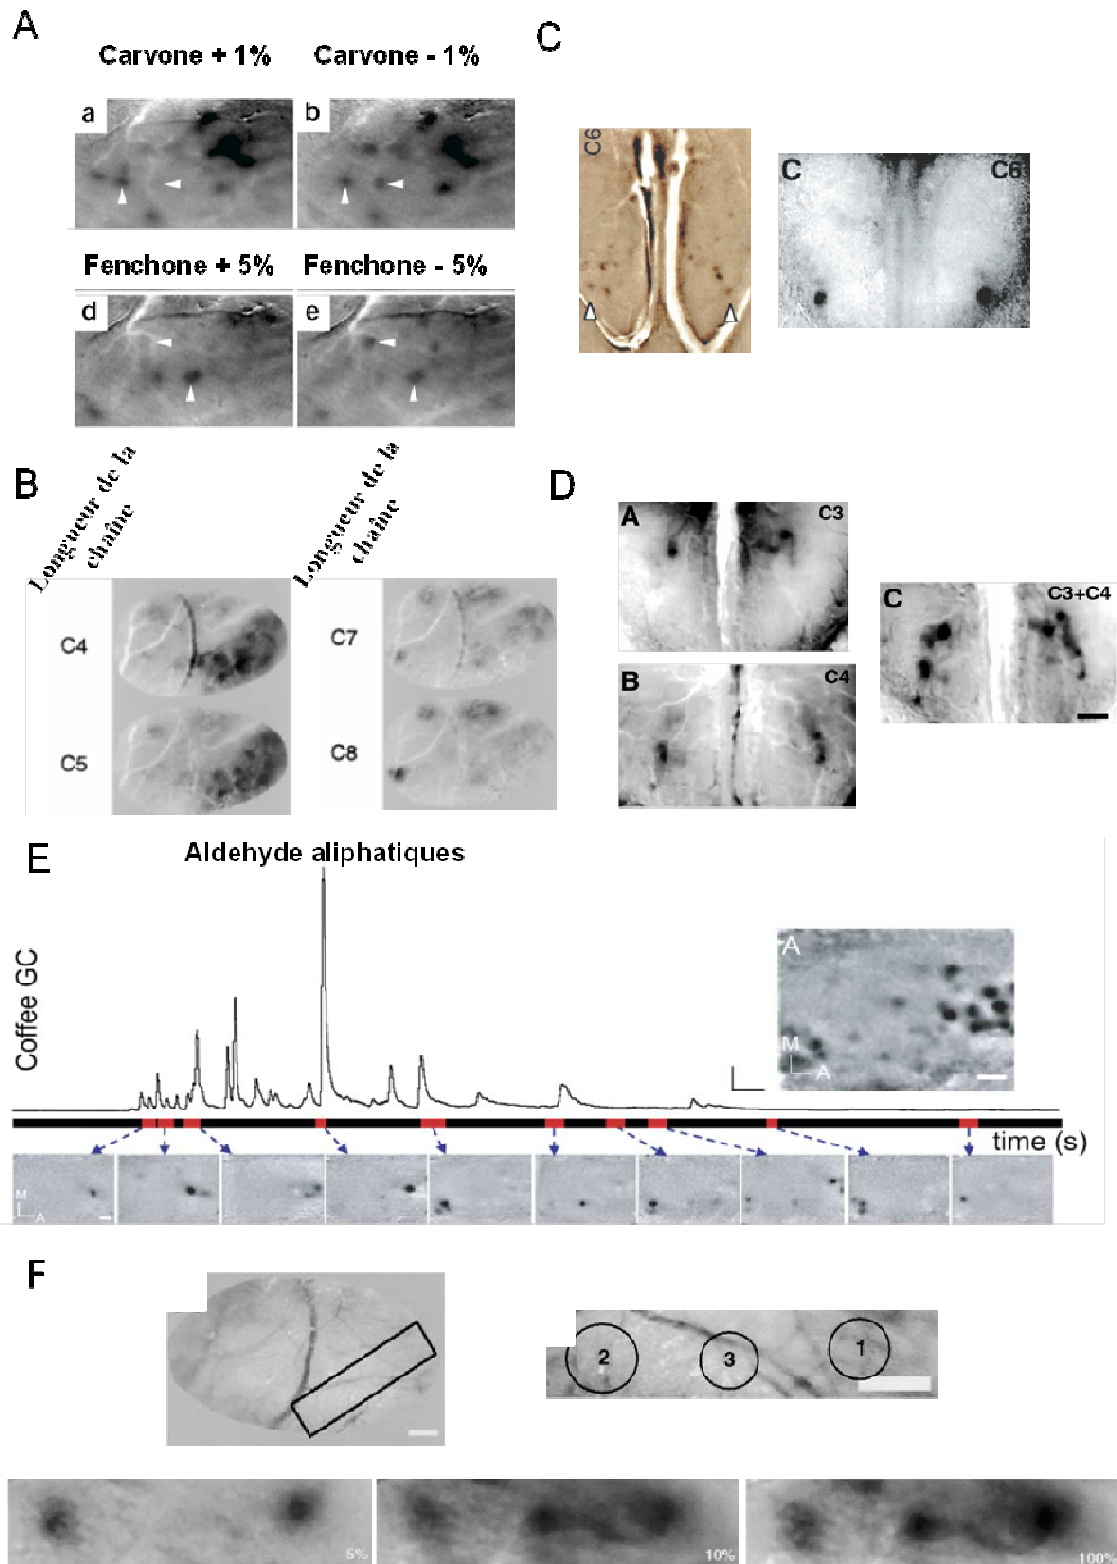 A
Carvone + 1%
Carvone - 1%
a
b
Fenchone + 5%
Fenchone - 5%
d
e
C
C6
C
C6
B
Longueur de la
chaîne
Longueur de la
chaîne
C4
C7
C5
C8
D
A
C3
B
C4
C
C3+C4
E
Aldehyde aliphatiques
Coffee GC
A
M
A
time (s)
M
A
F
2
3
1
5%
10%
100%